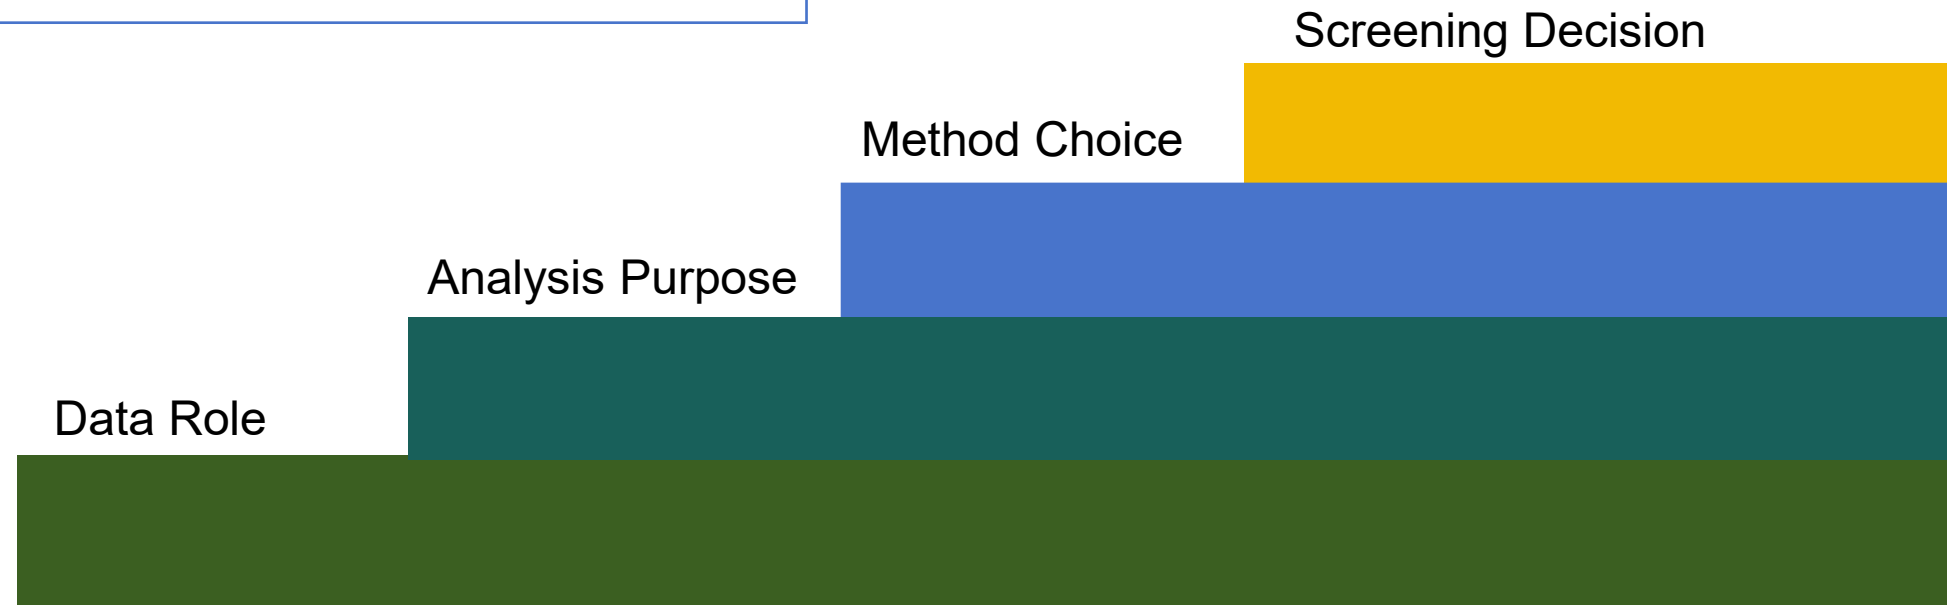 Screening Decision
Method Choice
Analysis Purpose
Data Role